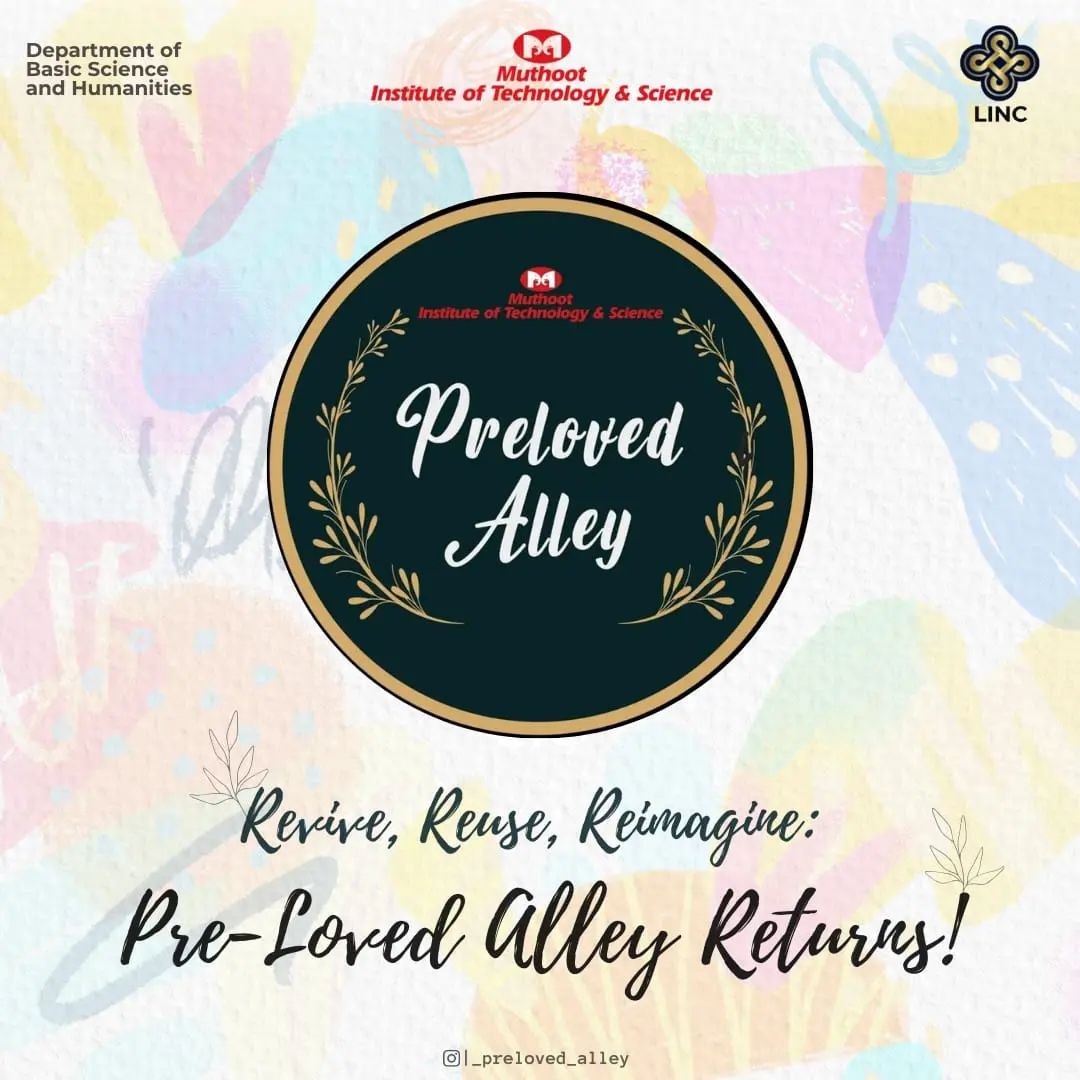 Department of
Basic Science
and Humanities
Muthoot
Institute of Technology & Science
LINC
Muthoot
Institute of Technology & Science
Preloved
Alley
Revive, Reuse, Reimagine:
Pre-Loved Alley Returns!
|_preloved_alley